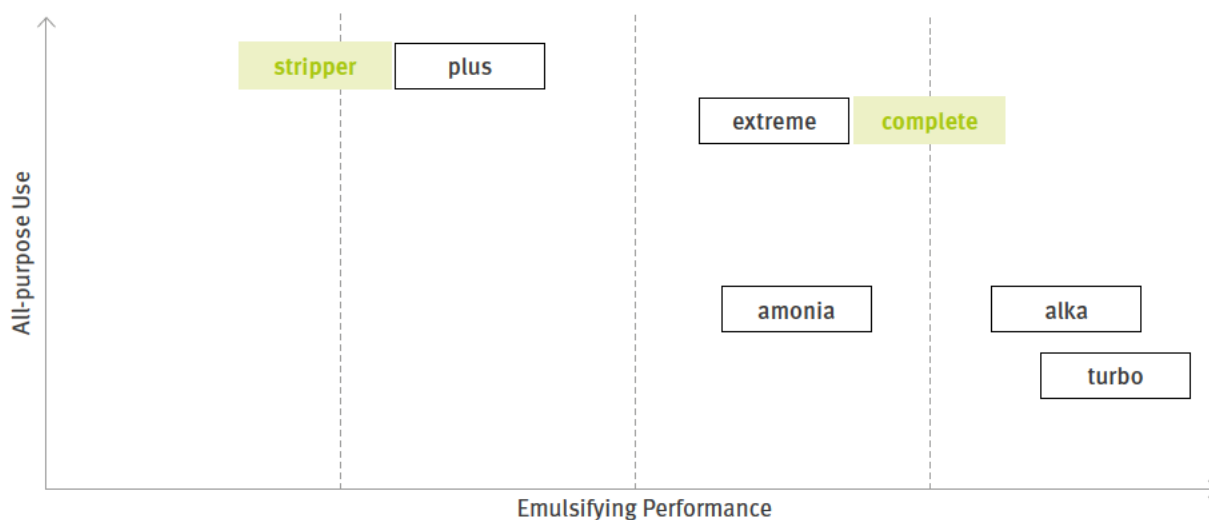 stripper
plus
extreme
complete
All-purpose Use
amonia
alka
turbo
Emulsifying Performance